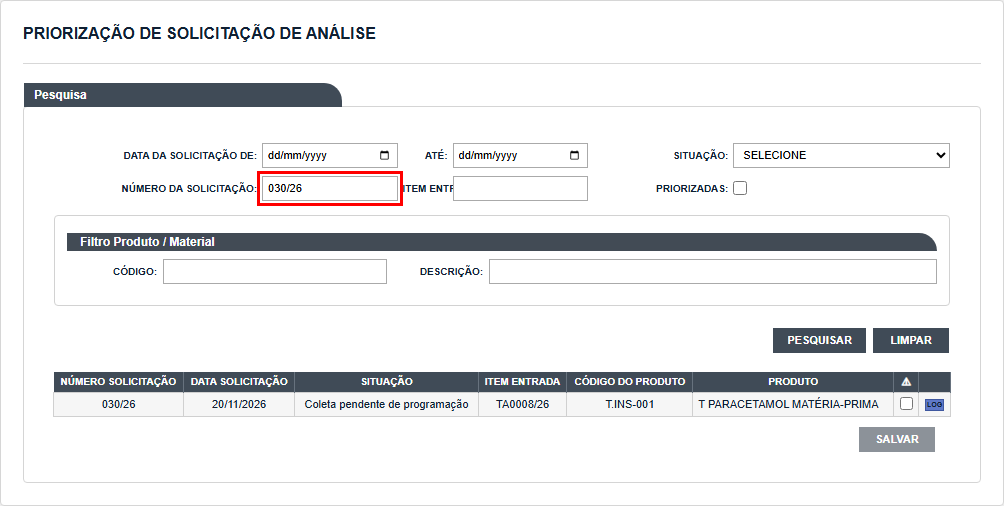 PRIORIZAÇÃO DE SOLICITAÇÃO DE ANÁLISE
Pesquisa
DATA DA SOLICITAÇÃO DE: dd/mm/yyyy ATÉ: dd/mm/yyyy SITUAÇÃO: SELECIONE
NÚMERO DA SOLICITAÇÃO: 030/26 ITEM ENTR PRIORIZADAS:
Filtro Produto / Material
CÓDIGO: DESCRIÇÃO:
PESQUISAR LIMPAR
NÚMERO SOLICITAÇÃO DATA SOLICITAÇÃO SITUAÇÃO ITEM ENTRADA CÓDIGO DO PRODUTO PRODUTO
030/26 20/11/2026 Coleta pendente de programação TA0008/26 T.INS-001 T PARACETAMOL MATÉRIA-PRIMA LOG
SALVAR